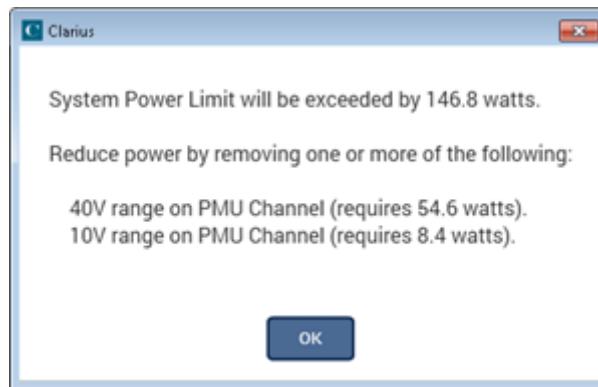 Clarius
System Power Limit will be exceeded by 146.8 watts.
Reduce power by removing one or more of the following:
40V range on PMU Channel (requires 54.6 watts).
10V range on PMU Channel (requires 8.4 watts).
OK